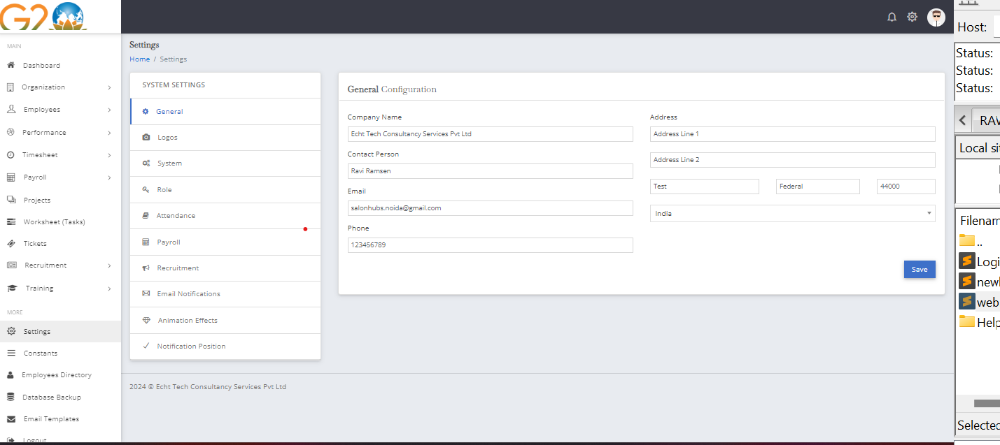 G20
MAIN
Dashboard
Organization
Employees
Performance
Timesheet
Payroll
Projects
Worksheet (Tasks)
Tickets
Recruitment
Training
MORE
Settings
Constants
Employees Directory
Database Backup
Email Templates
Logout
Settings
Home / Settings
SYSTEM SETTINGS
General
Logos
System
Role
Attendance
Payroll
Recruitment
Email Notifications
Animation Effects
Notification Position
General Configuration
Company Name
Echt Tech Consultancy Services Pvt Ltd
Contact Person
Ravi Ramsen
Email
salonhubs.noida@gmail.com
Phone
123456789
Address
Address Line 1
Address Line 2
Test
Federal
44000
India
Save
2024 © Echt Tech Consultancy Services Pvt Ltd
Host:
Status:
Status:
Status:
RAV
Local si
Filenam
..
Logi
new
web
Help
Selected